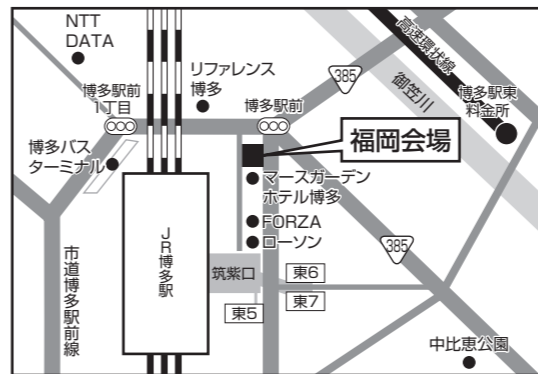 NTT
DATA
博多駅前
1丁目
リファレンス
博多
博多駅前
385
高速環状線
御笠川
博多駅東
料金所
福岡会場
博多バス
ターミナル
マースガーデン
ホテル博多
FORZA
ローソン
JR博多駅
筑紫口
市道博多駅前線
東6
東5
東7
385
中比恵公園